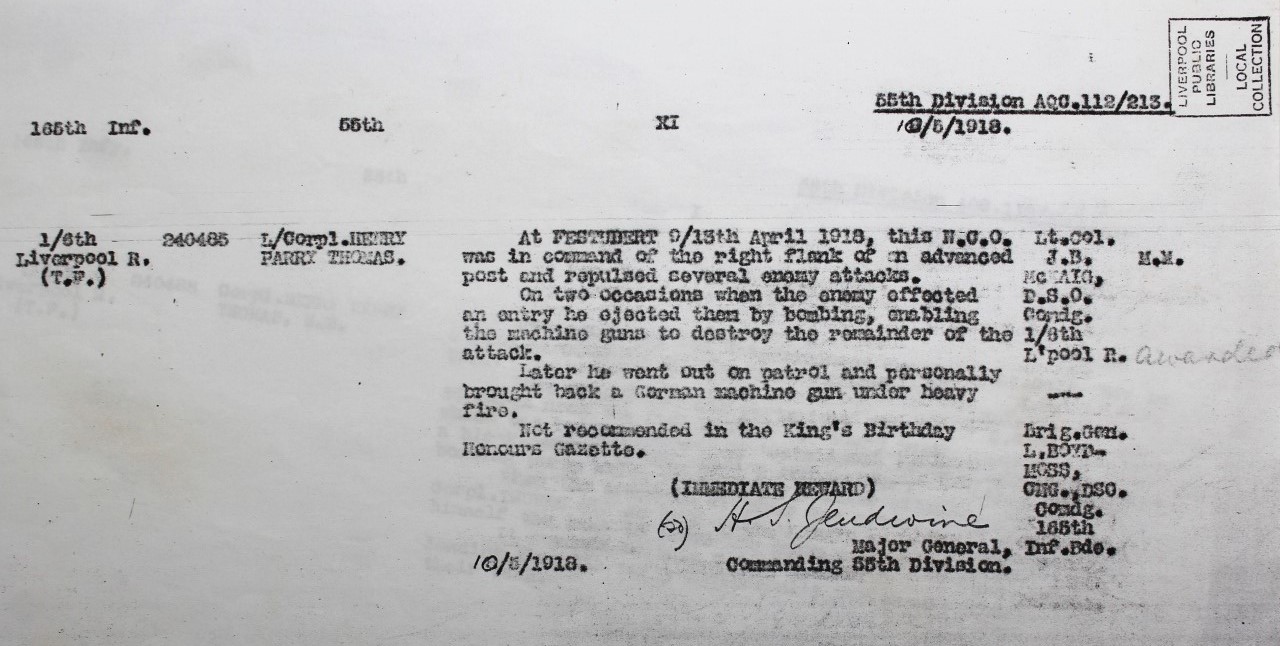 LIVERPOOL
PUBLIC
LIBRARIES
LOCAL
COLLECTION
55th Division AQC.112/213.
165th Inf. 55th XI 10/5/1918.
1/6th 240485 L/Corpl.HENRY At FESTUBERT 9/13th April 1918, this N.C.O. Lt.Col.
Liverpool R. PARRY THOMAS. was in command of the right flank of an advanced J.B. M.M.
(T.F.) post and repulsed several enemy attacks. McKAIG,
On two occasions when the enemy effected D.S.O.
an entry he ejected them by bombing, enabling Comdg.
the machine guns to destroy the remainder of the 1/6th
attack. L'pool R. awarded
Later he went out on patrol and personally
brought back a German machine gun under heavy
fire.
Not recommended in the King's Birthday Brig.Gen.
Honours Gazette. L.BOYD-
MOSS,
(IMMEDIATE REWARD) CMG.,DSO.
Comdg.
(sd) H S. Jeudwine 165th
Major General, Inf.Bde.
10/5/1918. Commanding 55th Division.